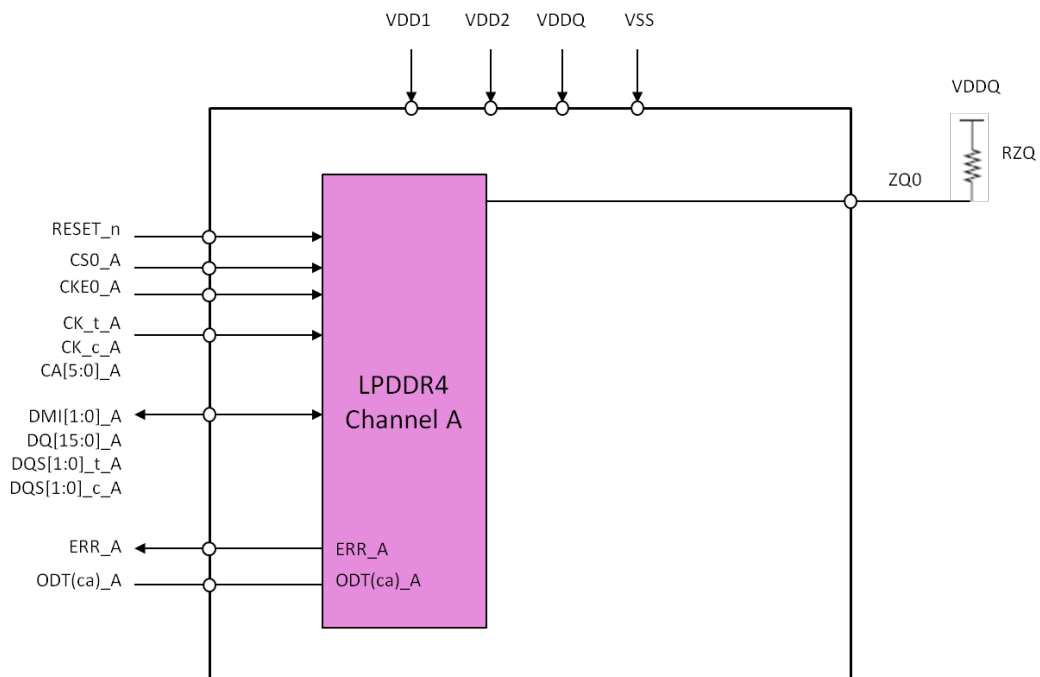 VDD1 VDD2 VDDQ VSS
VDDQ
RZQ
ZQ0
RESET_n
CS0_A
CKE0_A
CK_t_A
CK_c_A
CA[5:0]_A
LPDDR4
Channel A
DMI[1:0]_A
DQ[15:0]_A
DQS[1:0]_t_A
DQS[1:0]_c_A
ERR_A ERR_A
ODT(ca)_A ODT(ca)_A